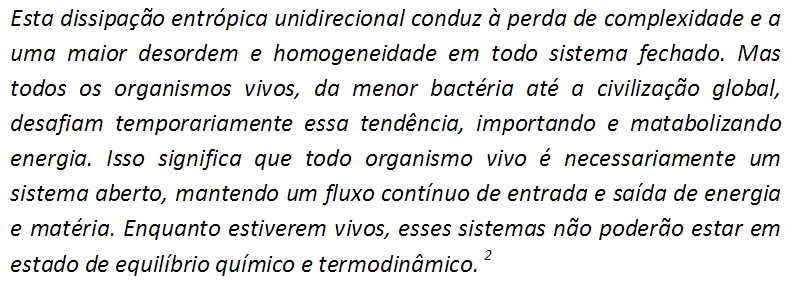 Esta dissipação entrópica unidirecional conduz à perda de complexidade e a
uma maior desordem e homogeneidade em todo sistema fechado. Mas
todos os organismos vivos, da menor bactéria até a civilização global,
desafiam temporariamente essa tendência, importando e matabolizando
energia. Isso significa que todo organismo vivo é necessariamente um
sistema aberto, mantendo um fluxo contínuo de entrada e saída de energia
e matéria. Enquanto estiverem vivos, esses sistemas não poderão estar em
estado de equilíbrio químico e termodinâmico. 2